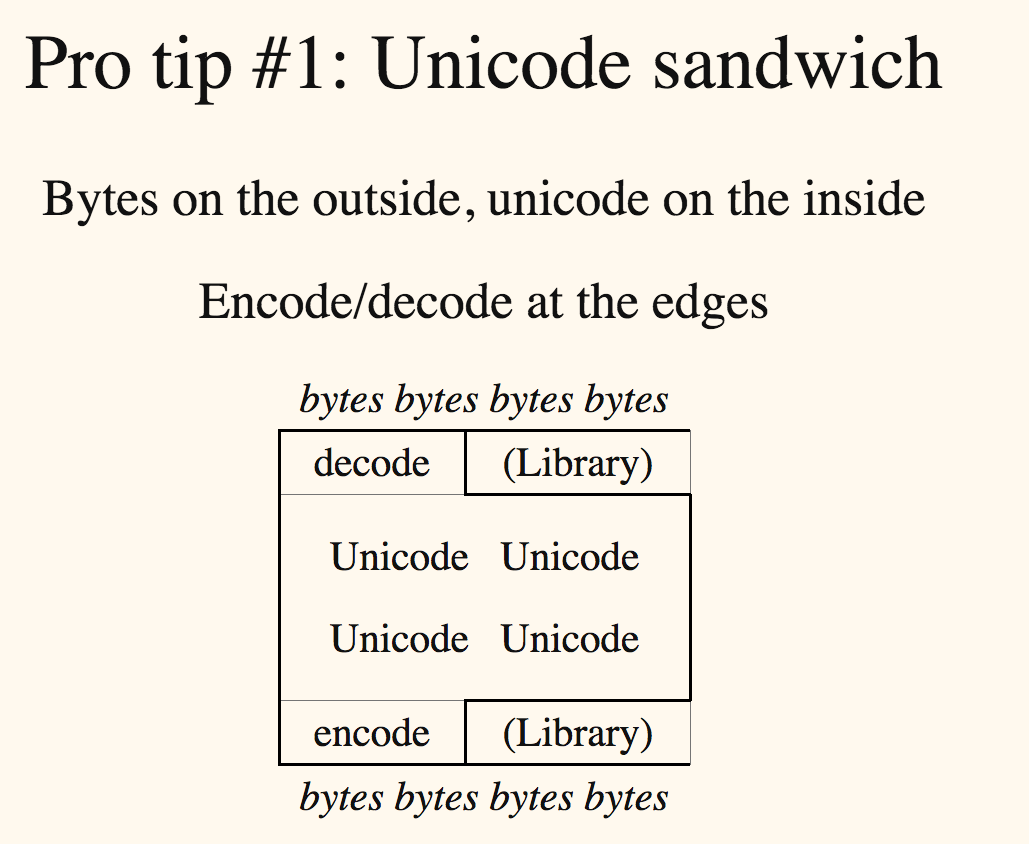 Pro tip #1: Unicode sandwich
Bytes on the outside, unicode on the inside
Encode/decode at the edges
bytes bytes bytes bytes
decode (Library)
Unicode Unicode
Unicode Unicode
encode (Library)
bytes bytes bytes bytes